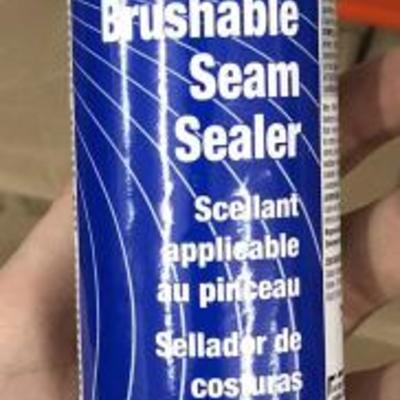 Brushable
Seam
Sealer
Scellant
applicable
au pinceau
Sellador de
costuras